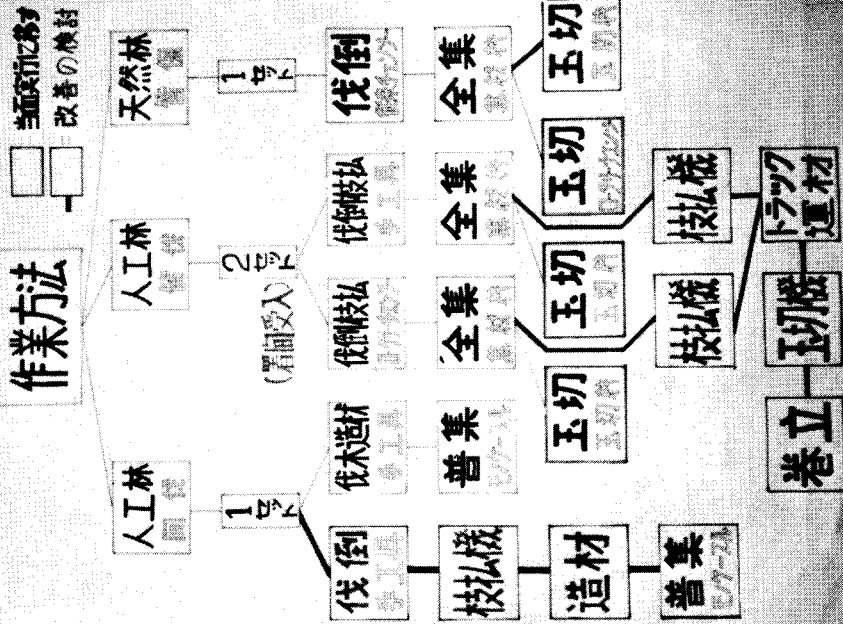 作業方法
当面実行に移す
改善の検討
人工林
間伐
人工林
皆伐
天然林
1
セット
2
セット
1
セット
(若間受入)
伐倒
手工具
伐木造材
手工具
伐倒枝払
伐倒枝払
手工具
伐倒
枝払機
普集
全集
全集
全集
造材
玉切
玉切
玉切
玉切
普集
枝払機
枝払機
トラック
運材
玉切機
巻立